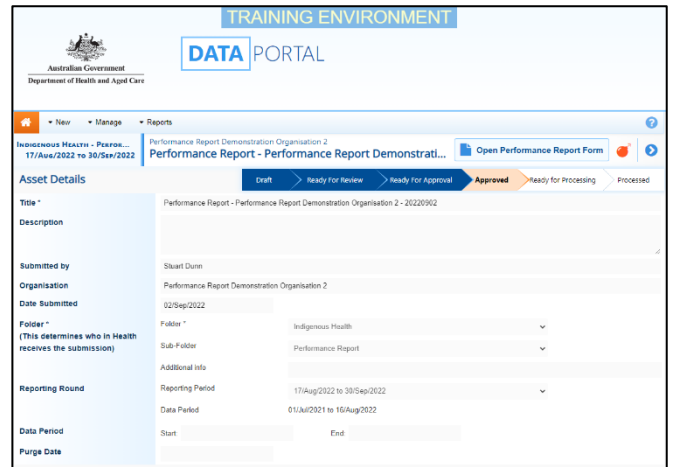 TRAINING ENVIRONMENT
Australian Government
Department of Health and Aged Care
DATA PORTAL
New Manage Reports
INDIGENOUS HEALTH - PERFOR...
17/AUG/2022 TO 30/SEP/2022
Performance Report Demonstration Organisation 2
Performance Report - Performance Report Demonstrati...
Open Performance Report Form
Asset Details
Draft Ready For Review Ready For Approval Approved Ready for Processing Processed
Title * Performance Report - Performance Report Demonstration Organisation 2 - 20220902
Description
Submitted by Stuart Dunn
Organisation Performance Report Demonstration Organisation 2
Date Submitted 02/Sep/2022
Folder * Folder * Indigenous Health
(This determines who in Health
receives the submission) Sub-Folder Performance Report
Additional info
Reporting Round Reporting Period 17/Aug/2022 to 30/Sep/2022
Data Period 01/Jul/2021 to 16/Aug/2022
Data Period Start: End:
Purge Date